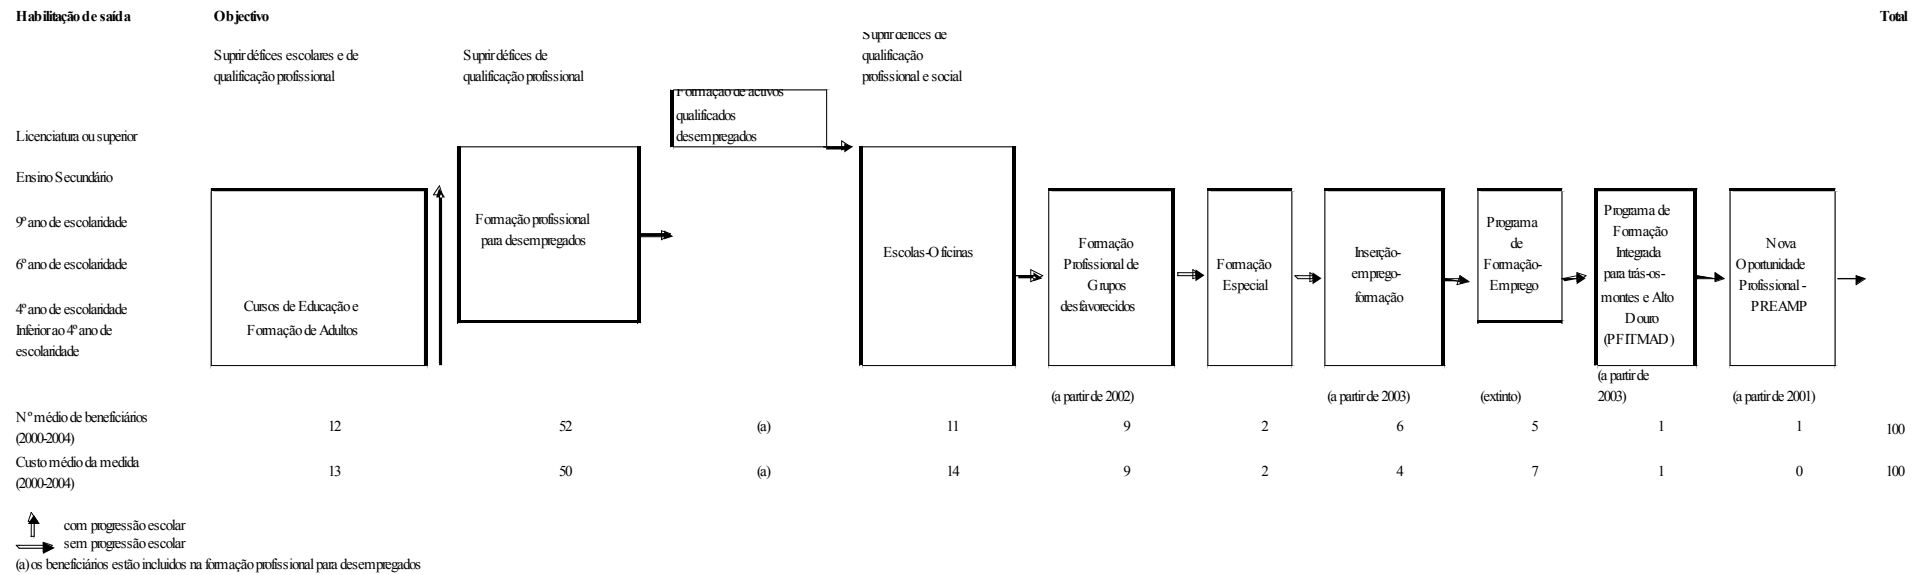 Habilitação de saída
Objectivo
Total
Suprir défices escolares e de
qualificação profissional
Suprir défices de
qualificação profissional
Suprir défices de
qualificação
profissional e social
Formação de activos
qualificados
desempregados
Licenciatura ou superior
Ensino Secundário
9º ano de escolaridade
6º ano de escolaridade
4º ano de escolaridade
Inferior ao 4º ano de
escolaridade
Cursos de Educação e
Formação de Adultos
Formação profissional
para desempregados
Escolas-Oficinas
Formação
Profissional de
Grupos
desfavorecidos
Formação
Especial
Inserção-
emprego-
formação
Programa
de
Formação-
Emprego
Programa de
Formação
Integrada
para trás-os-
montes e Alto
Douro
(PFITMAD)
Nova
Oportunidade
Profissional -
PREAMP
(a partir de 2002)
(a partir de 2003)
(extinto)
(a partir de
2003)
(a partir de 2001)
Nº médio de beneficiários
(2000-2004)
12 52 (a) 11 9 2 6 5 1 1 100
Custo médio da medida
(2000-2004)
13 50 (a) 14 9 2 4 7 1 0 100
com progressão escolar
sem progressão escolar
(a) os beneficiários estão incluidos na formação profissional para desempregados